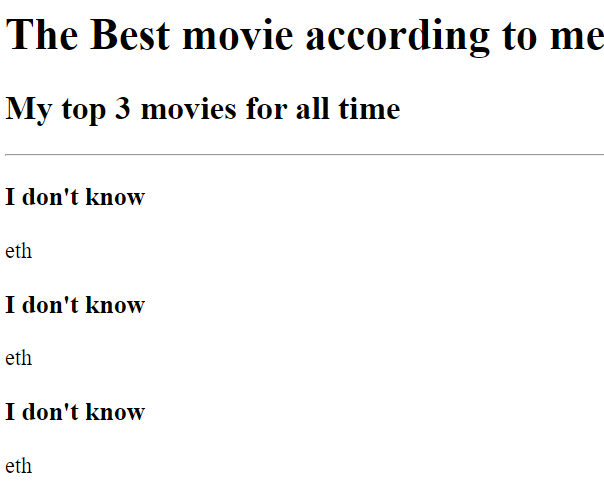 The Best movie according to me
My top 3 movies for all time
I don't know
eth
I don't know
eth
I don't know
eth